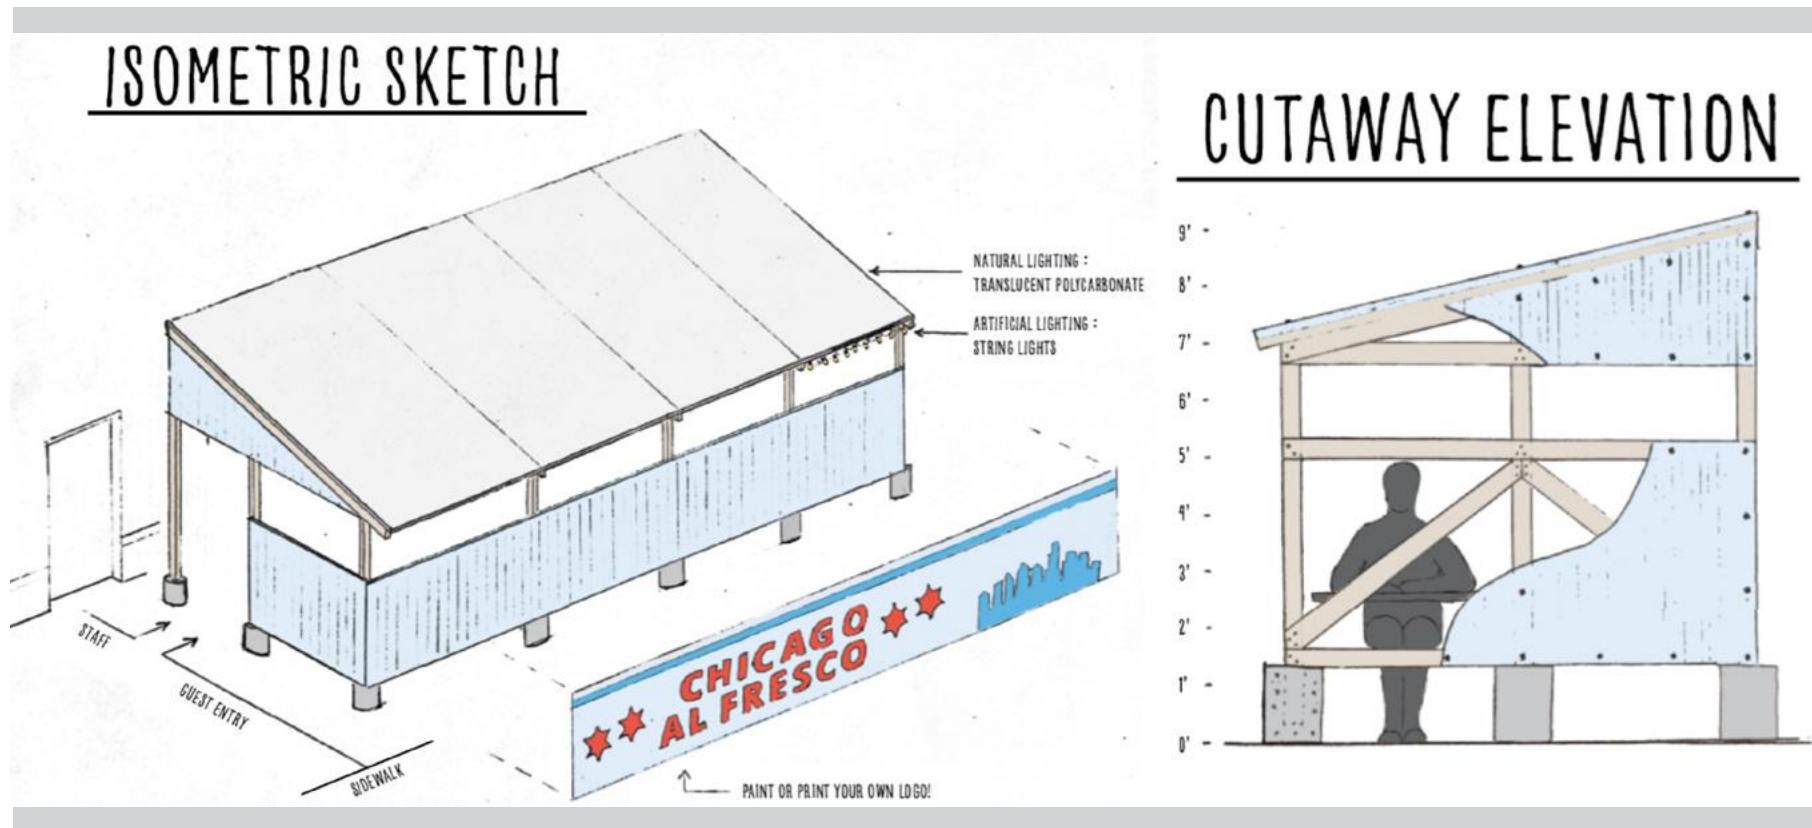 ISOMETRIC SKETCH
NATURAL LIGHTING :
TRANSLUCENT POLYCARBONATE
ARTIFICIAL LIGHTING :
STRING LIGHTS
STAFF
GUEST ENTRY
SIDEWALK
CHICAGO
AL FRESCO
PAINT OR PRINT YOUR OWN LOGO!
CUTAWAY ELEVATION
9' -
8' -
7' -
6' -
5' -
4' -
3' -
2' -
1' -
0' -